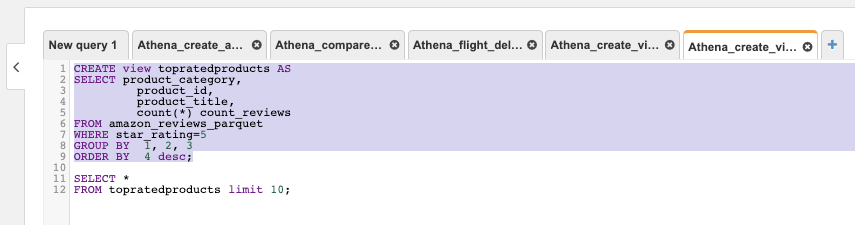 New query 1 Athena_create_a... Athena_compare... Athena_flight_del... Athena_create_vi... Athena_create_vi...
1 CREATE view topratedproducts AS
2 SELECT product_category,
3 product_id,
4 product_title,
5 count(*) count_reviews
6 FROM amazon_reviews_parquet
7 WHERE star_rating=5
8 GROUP BY 1, 2, 3
9 ORDER BY 4 desc;
10
11 SELECT *
12 FROM topratedproducts limit 10;